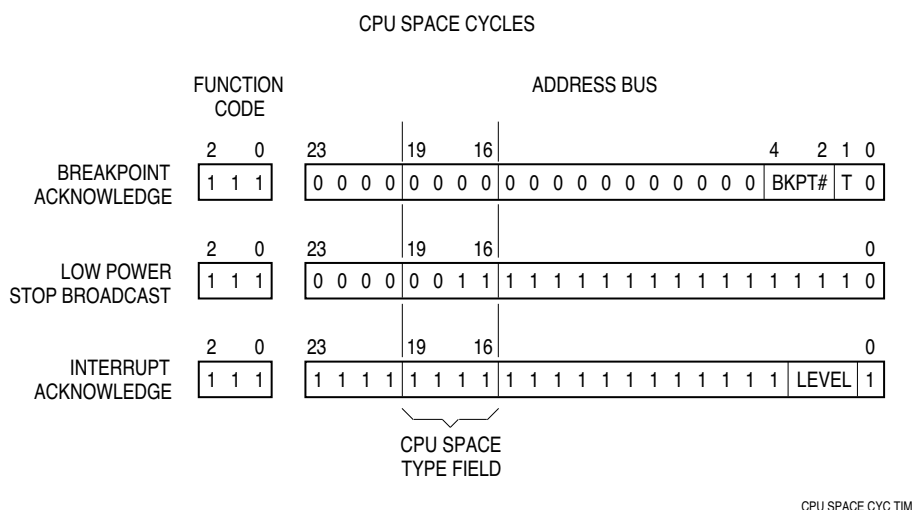 CPU SPACE CYCLES
FUNCTION
CODE
ADDRESS BUS
2 0 23 19 16 4 2 1 0
BREAKPOINT
ACKNOWLEDGE
1 1 1 0 0 0 0 0 0 0 0 0 0 0 0 0 0 0 0 0 0 0 BKPT# T 0
2 0 23 19 16 0
LOW POWER
STOP BROADCAST
1 1 1 0 0 0 0 0 0 1 1 1 1 1 1 1 1 1 1 1 1 1 1 1 1 1 0
2 0 23 19 16 0
INTERRUPT
ACKNOWLEDGE
1 1 1 1 1 1 1 1 1 1 1 1 1 1 1 1 1 1 1 1 1 1 1 LEVEL 1
CPU SPACE
TYPE FIELD
CPU SPACE CYC TIM